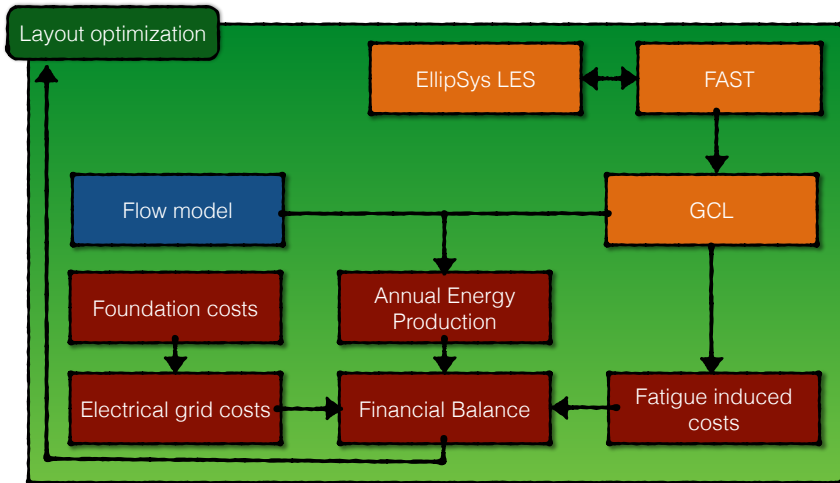 Layout optimization
EllipSys LES
FAST
Flow model
GCL
Foundation costs
Annual Energy
Production
Electrical grid costs
Financial Balance
Fatigue induced
costs